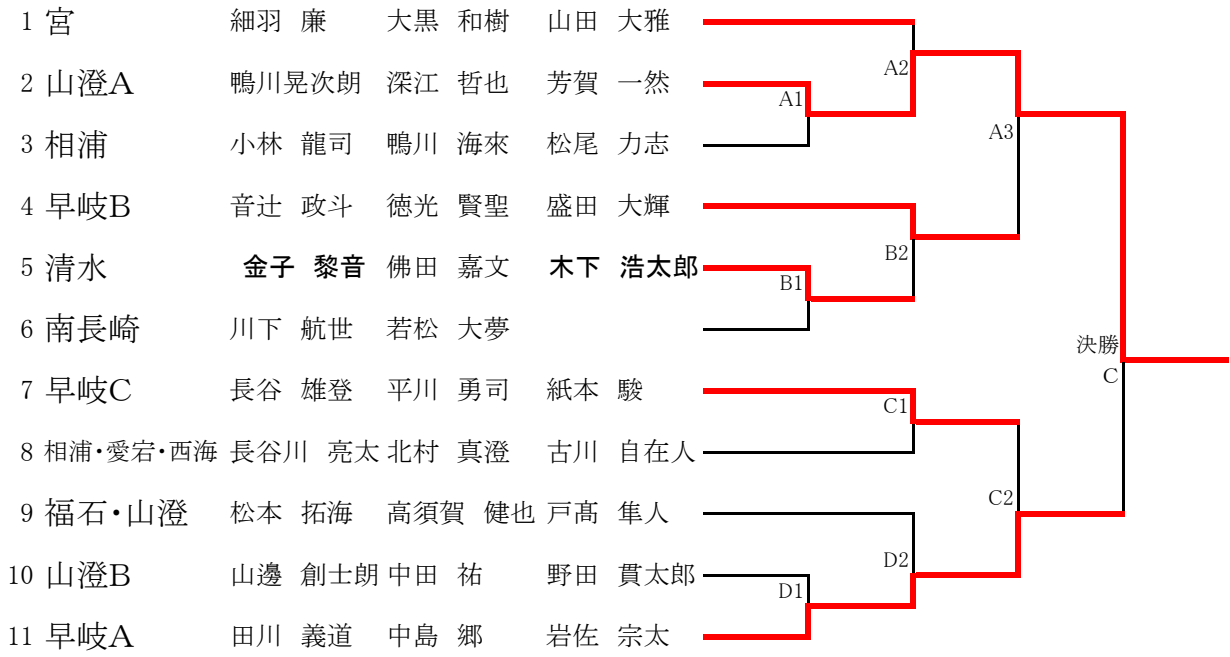 1 宮 細羽 廉 大黒 和樹 山田 大雅
2 山澄A 鴨川晃次朗 深江 哲也 芳賀 一然
A2
A1
3 相浦 小林 龍司 鴨川 海來 松尾 力志
A3
4 早岐B 音辻 政斗 徳光 賢聖 盛田 大輝
5 清水 金子 黎音 佛田 嘉文 木下 浩太郎
B2
B1
6 南長崎 川下 航世 若松 大夢
決勝
C
7 早岐C 長谷 雄登 平川 勇司 紙本 駿
C1
8 相浦・愛宕・西海 長谷川 亮太 北村 真澄 古川 自在人
C2
9 福石・山澄 松本 拓海 高須賀 健也 戸髙 隼人
D2
10 山澄B 山邊 創士朗 中田 祐 野田 貫太郎
D1
11 早岐A 田川 義道 中島 郷 岩佐 宗太